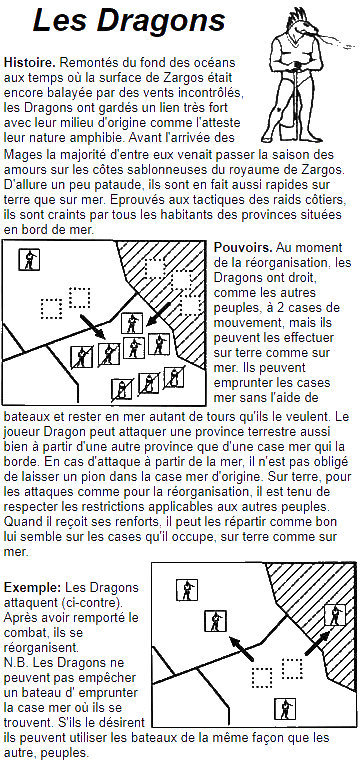 Les Dragons
Histoire. Remontés du fond des océans
aux temps où la surface de Zargos était
encore balayée par des vents incontrôlés,
les Dragons ont gardés un lien très fort
avec leur milieu d'origine comme l'atteste
leur nature amphibie. Avant l'arrivée des
Mages la majorité d'entre eux venait passer la saison des
amours sur les côtes sablonneuses du royaume de Zargos.
D'allure un peu pataude, ils sont en fait aussi rapides sur
terre que sur mer. Eprouvés aux tactiques des raids côtiers,
ils sont craints par tous les habitants des provinces situées
en bord de mer.
Pouvoirs. Au moment
de la réorganisation, les
Dragons ont droit,
comme les autres
peuples, à 2 cases de
mouvement, mais ils
peuvent les effectuer
sur terre comme sur
mer. Ils peuvent
emprunter les cases
mer sans l'aide de
bateaux et rester en mer autant de tours qu'ils le veulent. Le
joueur Dragon peut attaquer une province terrestre aussi
bien à partir d'une autre province que d'une case mer qui la
borde. En cas d'attaque à partir de la mer, il n'est pas obligé
de laisser un pion dans la case mer d'origine. Sur terre, pour
les attaques comme pour la réorganisation, il est tenu de
respecter les restrictions applicables aux autres peuples.
Quand il reçoit ses renforts, il peut les répartir comme bon
lui semble sur les cases qu'il occupe, sur terre comme sur
mer.
Exemple: Les Dragons
attaquent (ci-contre).
Après avoir remporté le
combat, ils se
réorganisent.
N.B. Les Dragons ne
peuvent pas empêcher
un bateau d' emprunter
la case mer où ils se
trouvent. S'ils le désirent
ils peuvent utiliser les bateaux de la même façon que les
autre, peuples.